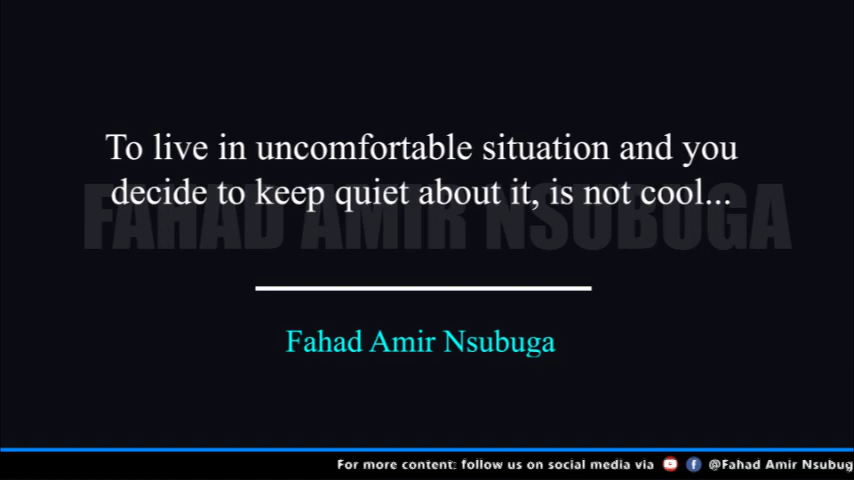 To live in uncomfortable situation and you
decide to keep quiet about it, is not cool...
FAHAD AMIR NSUBUGA
Fahad Amir Nsubuga
For more content: follow us on social media via @Fahad Amir Nsubug